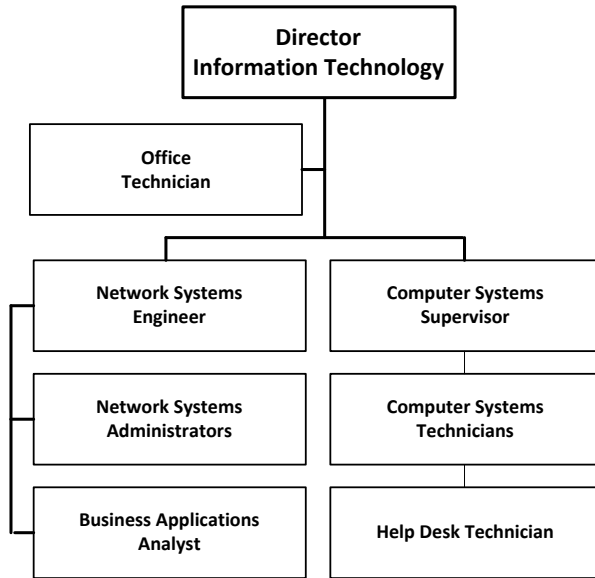 Director
Information Technology
Office
Technician
Network Systems
Engineer
Computer Systems
Supervisor
Network Systems
Administrators
Computer Systems
Technicians
Business Applications
Analyst
Help Desk Technician